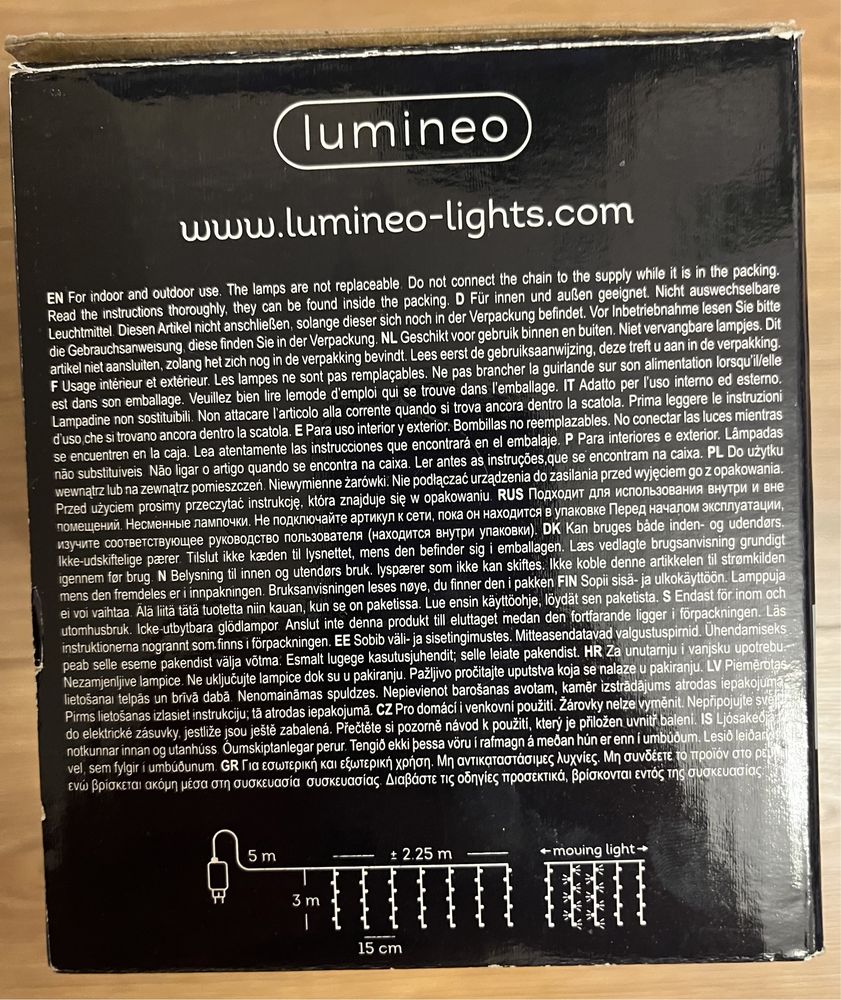 lumineo
www.lumineo-lights.com
EN For indoor and outdoor use. The lamps are not replaceable. Do not connect the chain to the supply while it is in the packing.
Read the instructions thoroughly, they can be found inside the packing. D Für innen und außen geeignet. Nicht auswechselbare
Leuchtmittel. Diesen Artikel nicht anschließen, solange dieser sich noch in der Verpackung befindet. Vor Inbetriebnahme lesen Sie bitte
die Gebrauchsanweisung, diese finden Sie in der Verpackung. NL Geschikt voor gebruik binnen en buiten. Niet vervangbare lampjes. Dit
artikel niet aansluiten, zolang het zich nog in de verpakking bevindt. Lees eerst de gebruiksaanwijzing, deze treft u aan in de verpakking.
F Usage intérieur et extérieur. Les lampes ne sont pas remplaçables. Ne pas brancher la guirlande sur son alimentation lorsqu'il/elle
est dans son emballage. Veuillez bien lire lemode d'emploi qui se trouve dans l'emballage. IT Adatto per l'uso interno ed esterno.
Lampadine non sostituibili. Non attacare l'articolo alla corrente quando si trova ancora dentro la scatola. Prima leggere le instruzioni
d'uso,che si trovano ancora dentro la scatola. E Para uso interior y exterior. Bombillas no reemplazables. No conectar las luces mientras
se encuentren en la caja. Lea atentamente las instrucciones que encontrará en el embalaje. P Para interiores e exterior. Lâmpadas
não substituiveis. Não ligar o artigo quando se encontra na caixa. Ler antes as instruções,que se encontram na caixa. PL Do użytku
wewnątrz lub na zewnątrz pomieszczeń. Niewymienne żarówki. Nie podłączać urządzenia do zasilania przed wyjęciem go z opakowania.
Przed użyciem prosimy przeczytać instrukcję, która znajduje się w opakowaniu. RUS Подходит для использования внутри и вне
помещений. Несменные лампочки. Не подключайте артикул к сети, пока он находится в упаковке Перед началом эксплуатации,
изучите соответствующее руководство пользователя (находится внутри упаковки). DK Kan bruges både inden- og udendørs.
Ikke-udskiftelige pærer. Tilslut ikke kæden til lysnettet, mens den befinder sig i emballagen. Læs vedlagte brugsanvisning grundigt
igennem før brug. N Belysning til innen og utendørs bruk. lyspærer som ikke kan skiftes. Ikke koble denne artikkelen til strømkilden
mens den fremdeles er i innpakningen. Bruksanvisningen leses nøye, du finner den i pakken FIN Sopii sisä- ja ulkokäyttöön. Lamppuja
ei voi vaihtaa. Älä liitä tätä tuotetta niin kauan, kun se on paketissa. Lue ensin käyttöohje, löydät sen paketista. S Endast för inom och
utomhusbruk. Icke-utbytbara glödlampor. Anslut inte denna produkt till eluttaget medan den fortfarande ligger i förpackningen. Läs
instruktionerna nogrannt som finns i förpackningen. EE Sobib väli- ja sisetingimustes. Mitteasendatavad valgustuspirnid. Ühendamiseks
peab selle eseme pakendist välja võtma. Esmalt lugege kasutusjuhendit; selle leiate pakendist. HR Za unutarnju i vanjsku upotrebu.
Nezamjenljive lampice. Ne uključujte lampice dok su u pakiranju. Pažljivo pročitajte uputstva koja se nalaze u pakiranju. LV Piemērotas
lietošanai telpās un brīvā dabā. Nenomaināmas spuldzes. Nepievienot barošanas avotam, kamēr izstrādājums atrodas iepakojumā.
Pirms lietošanas izlasiet instrukciju; tā atrodas iepakojumā. CZ Pro domácí i venkovní použití. Žárovky nelze vyměnit. Nepřipojujte
do elektrické zásuvky, jestliže jsou ještě zabalená. Přečtěte si pozorně návod k použití, který je přiložen uvnitř balení. IS Ljósakeðja
notkunnar innan og utanhúss. Óumskiptanlegar perur. Tengið ekki þessa vöru í rafmagn á meðan hún er enn í umbúðum. Lesið
vel, sem fylgir í umbúðunum. GR Για εσωτερική και εξωτερική χρήση. Μη αντικαταστάσιμες λυχνίες. Μη συνδέετε το προϊόν στο
ενώ βρίσκεται ακόμη μέσα στη συσκευασία συσκευασίας. Διαβάστε τις οδηγίες προσεκτικά, βρίσκονται εντός της συσκευασίας.
5 m ± 2.25 m moving light
3 m
15 cm